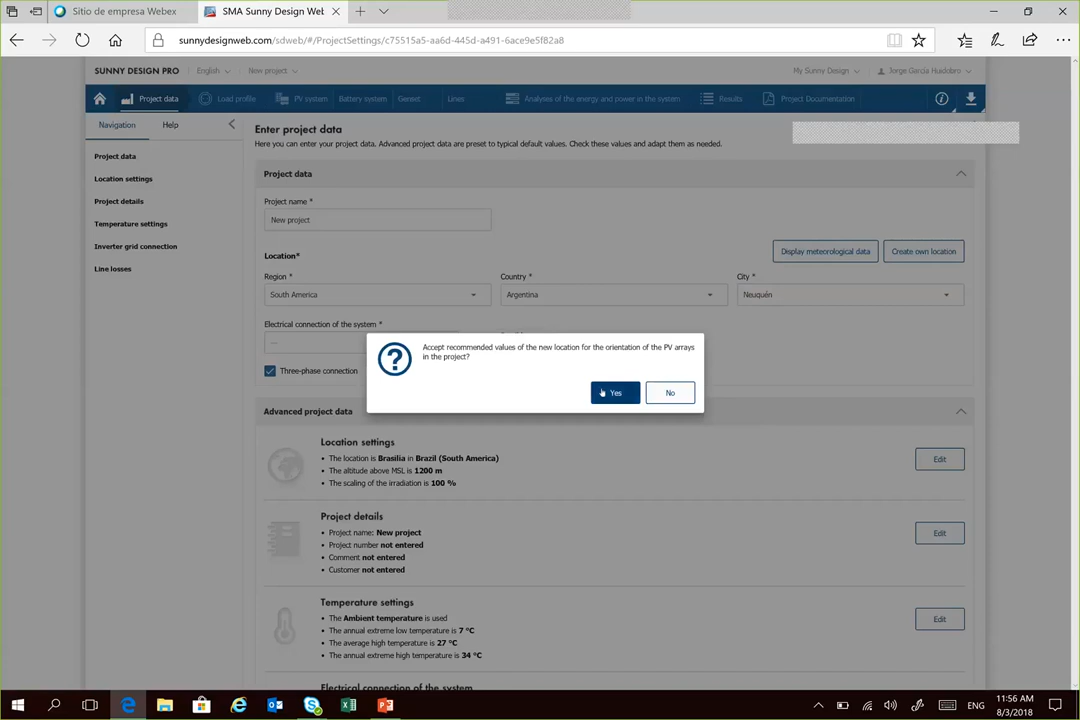 Sitio de empresa Webex
SMA Sunny Design Web
sunnydesignweb.com/sdweb/#/ProjectSettings/c75515a5-aa6d-445d-a491-6ace9e5f82a8
SUNNY DESIGN PRO
English
New project
My Sunny Design
Jorge García Huidobro
Project data
Load profile
PV system
Battery system
Genset
Lines
Analyses of the energy and power in the system
Results
Project Documentation
Navigation
Help
Project data
Location settings
Project details
Temperature settings
Inverter grid connection
Line losses
Enter project data
Here you can enter your project data. Advanced project data are preset to typical default values. Check these values and adapt them as needed.
Project data
Project name *
New project
Location*
Display meteorological data
Create own location
Region *
Country *
City *
South America
Argentina
Neuquén
Electrical connection of the system *
---
Three-phase connection
Accept recommended values of the new location for the orientation of the PV arrays
in the project?
Yes
No
Advanced project data
Location settings
• The location is Brasilia in Brazil (South America)
• The altitude above MSL is 1200 m
• The scaling of the irradiation is 100 %
Edit
Project details
• Project name: New project
• Project number not entered
• Comment not entered
• Customer not entered
Edit
Temperature settings
• The Ambient temperature is used
• The annual extreme low temperature is 7 °C
• The average high temperature is 27 °C
• The annual extreme high temperature is 34 °C
Edit
Electrical connection of the system
ENG
11:56 AM
8/3/2018